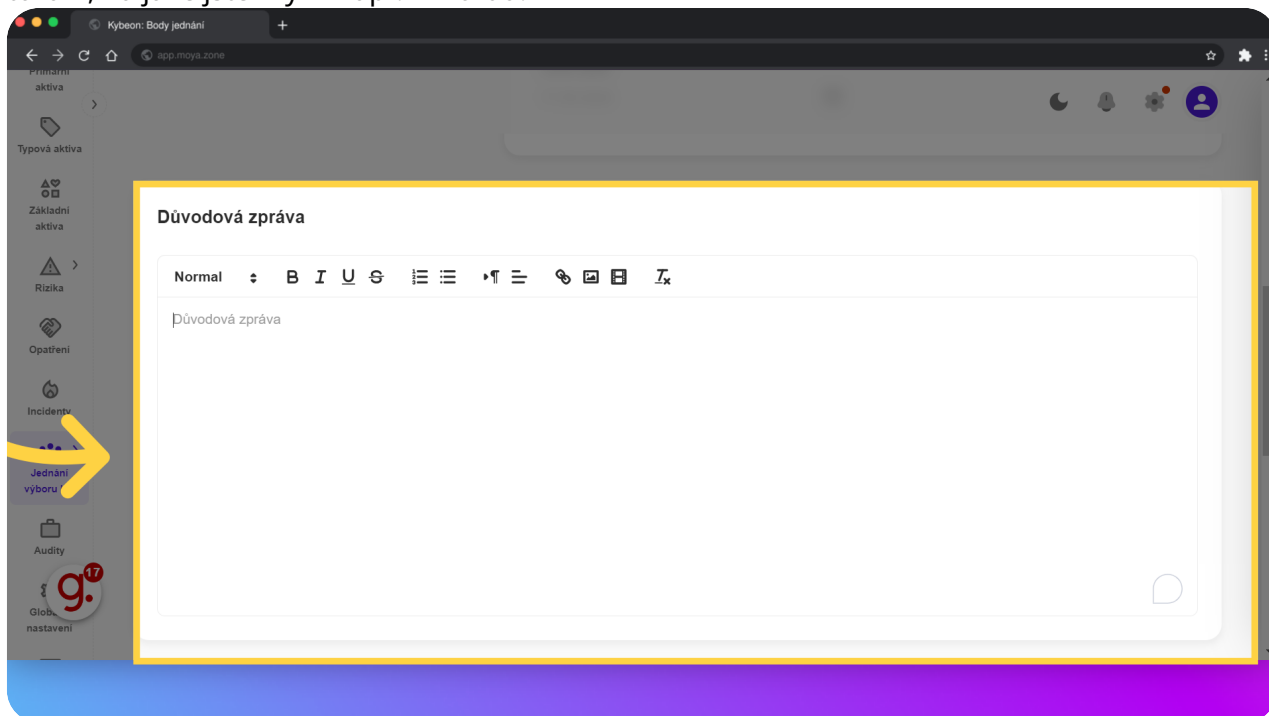 Kybeon: Body jednání
app.moya.zone
Primární
aktiva
Typová aktiva
Základní
aktiva
Rizika
Opatření
Incidenty
Jednání
výboru
Audity
g.
17
nastavení
Důvodová zpráva
Normal
B I U S
Důvodová zpráva